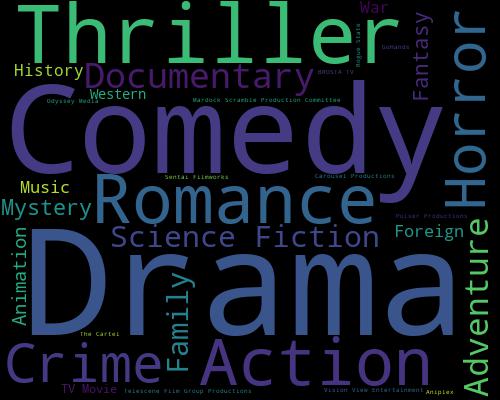 Thriller
War
Rogue State
Gumands
Fantasy
Horror
History
Documentary
BROSTA TV
Western
Odyssey Media
Mardock Scramble Production Committee
Comedy
Sentai Filmworks
Carousel Productions
Music
Romance
Mystery
Pulser Productions
Science Fiction
Foreign
Animation
Drama
Family
Adventure
The Cartel
Crime
Action
TV Movie
Telescene Film Group Productions
Vision View Entertainment
Aniplex